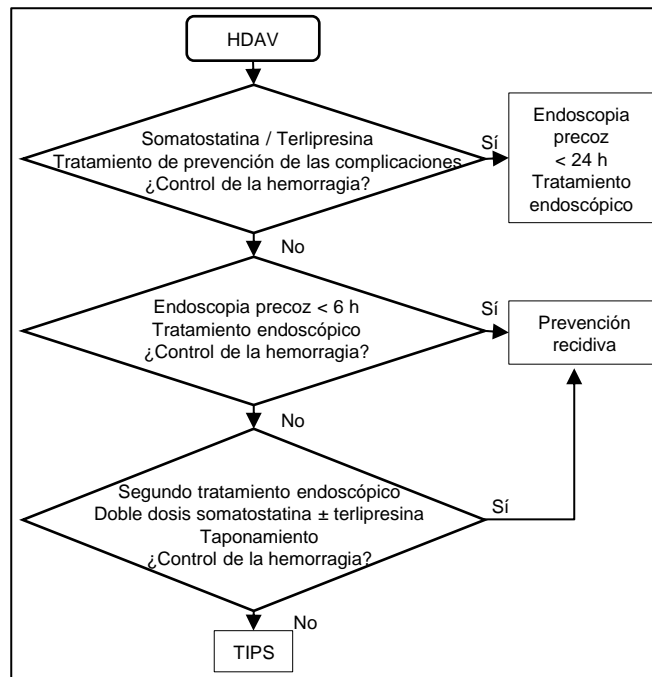 HDAV
Somatostatina / Terlipresina
Tratamiento de prevención de las complicaciones
¿Control de la hemorragia?
Sí
Endoscopia
precoz
< 24 h
Tratamiento
endoscópico
No
Endoscopia precoz < 6 h
Tratamiento endoscópico
¿Control de la hemorragia?
Sí
Prevención
recidiva
No
Segundo tratamiento endoscópico
Doble dosis somatostatina ± terlipresina
Taponamiento
¿Control de la hemorragia?
Sí
No
TIPS